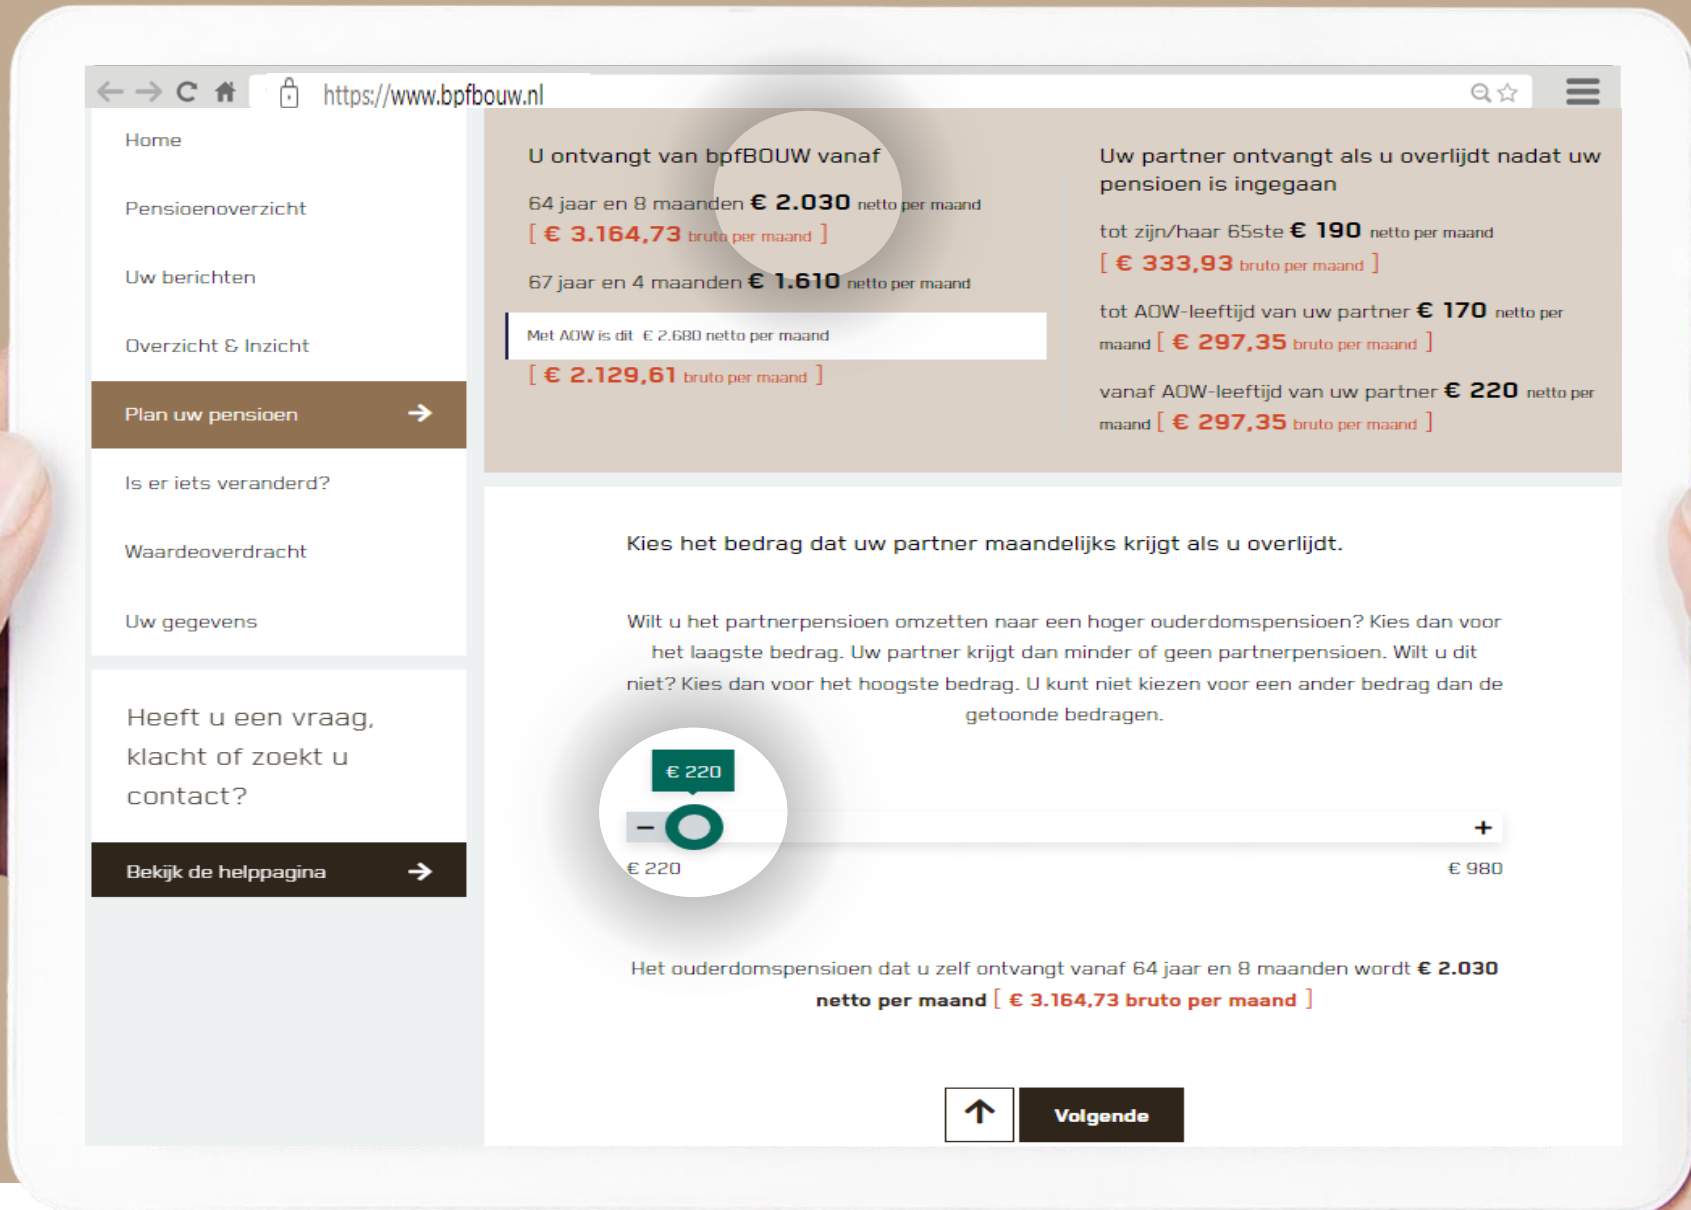 https://www.bpfbouw.nl
Home
Pensioenoverzicht
Uw berichten
Overzicht & Inzicht
Plan uw pensioen
Is er iets veranderd?
Waardeoverdracht
Uw gegevens
Heeft u een vraag,
klacht of zoekt u
contact?
Bekijk de helppagina
U ontvangt van bpfBOUW vanaf
64 jaar en 8 maanden € 2.030 netto per maand
[ € 3.164,73 bruto per maand ]
67 jaar en 4 maanden € 1.610 netto per maand
Met AOW is dit € 2.680 netto per maand
[ € 2.129,61 bruto per maand ]
Uw partner ontvangt als u overlijdt nadat uw
pensioen is ingegaan
tot zijn/haar 65ste € 190 netto per maand
[ € 333,93 bruto per maand ]
tot AOW-leeftijd van uw partner € 170 netto per
maand [ € 297,35 bruto per maand ]
vanaf AOW-leeftijd van uw partner € 220 netto per
maand [ € 297,35 bruto per maand ]
Kies het bedrag dat uw partner maandelijks krijgt als u overlijdt.
Wilt u het partnerpensioen omzetten naar een hoger ouderdomspensioen? Kies dan voor
het laagste bedrag. Uw partner krijgt dan minder of geen partnerpensioen. Wilt u dit
niet? Kies dan voor het hoogste bedrag. U kunt niet kiezen voor een ander bedrag dan de
getoonde bedragen.
€ 220
− +
€ 220 € 980
Het ouderdomspensioen dat u zelf ontvangt vanaf 64 jaar en 8 maanden wordt € 2.030
netto per maand [ € 3.164,73 bruto per maand ]
Volgende